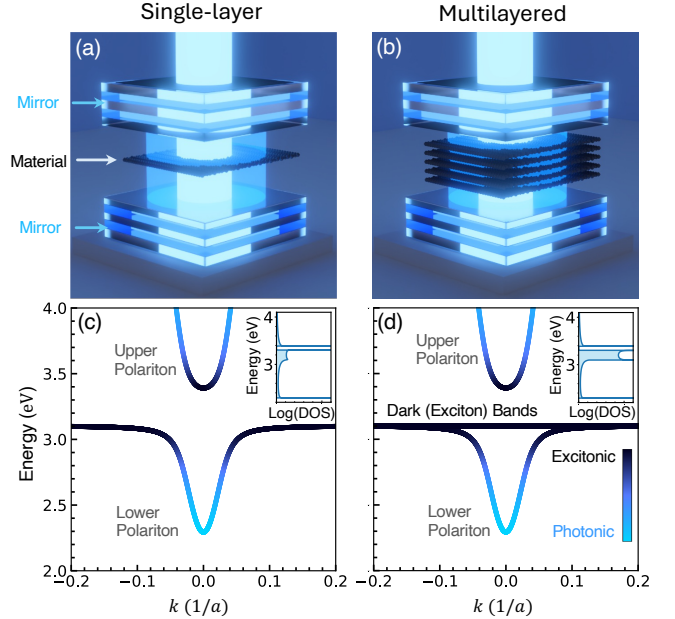 Single-layer
Multilayered
(a)
(b)
Mirror
Material
Mirror
(c)
4.0
3.5
3.0
2.5
2.0
Energy (eV)
Upper
Polariton
Lower
Polariton
4
3
Energy (eV)
Log(DOS)
−0.2 −0.1 0.0 0.1 0.2
k (1/a)
(d)
Upper
Polariton
Dark (Exciton) Bands
Lower
Polariton
4
3
Energy (eV)
Log(DOS)
Excitonic
Photonic
−0.2 −0.1 0.0 0.1 0.2
k (1/a)